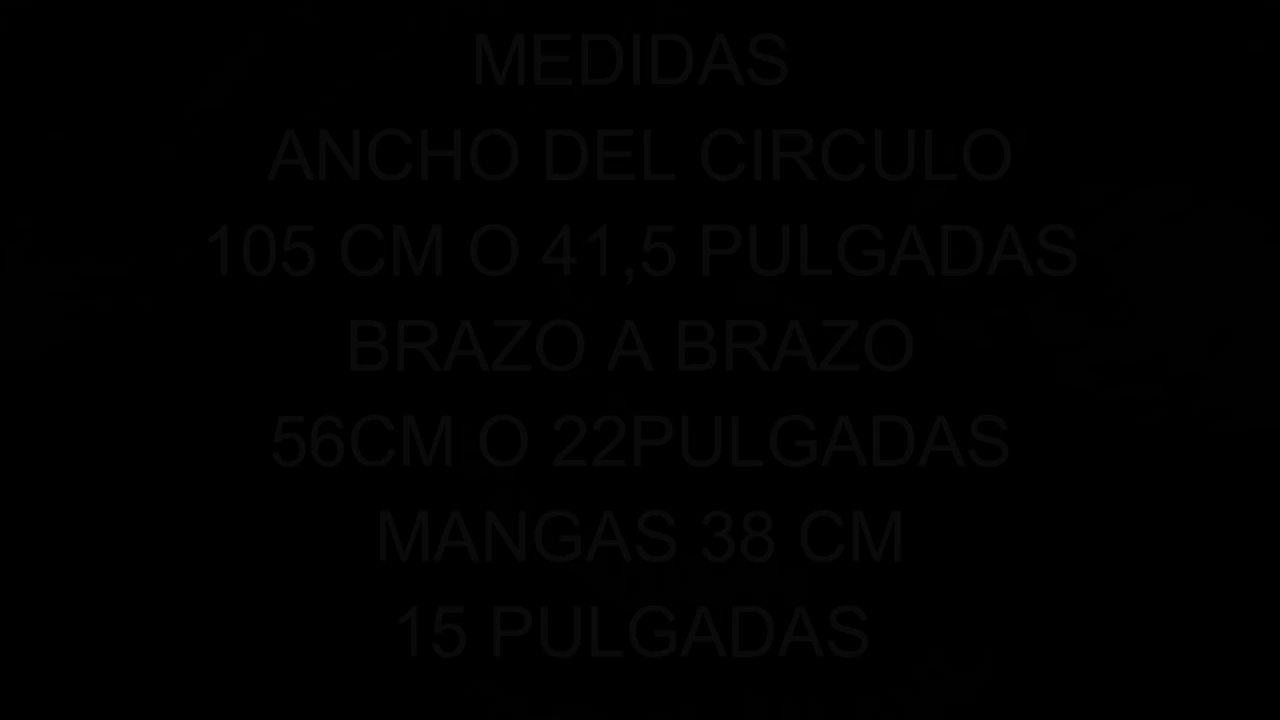 MEDIDAS
ANCHO DEL CIRCULO
105 CM O 41,5 PULGADAS
BRAZO A BRAZO
56CM O 22PULGADAS
MANGAS 38 CM
15 PULGADAS